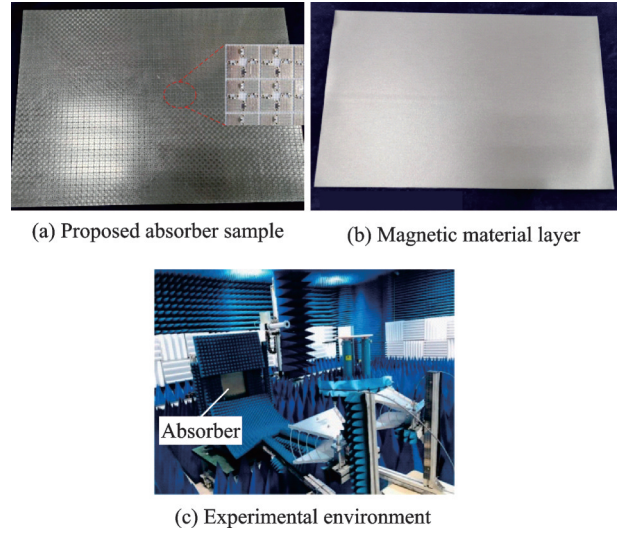 (a) Proposed absorber sample
(b) Magnetic material layer
Absorber
(c) Experimental environment